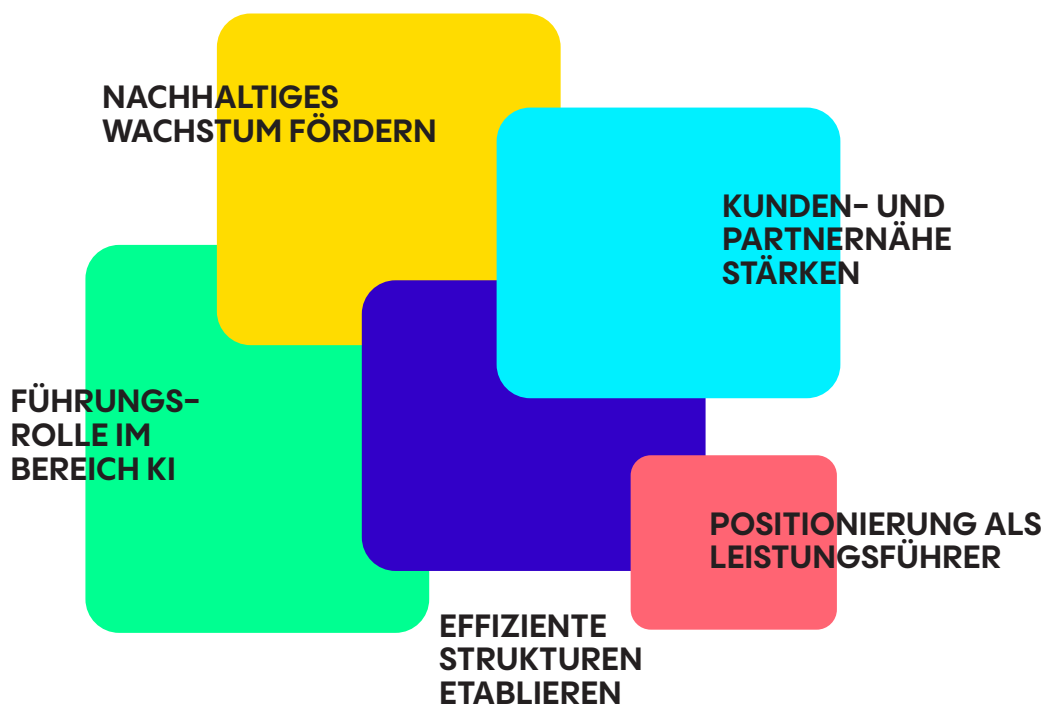 NACHHALTIGES
WACHSTUM FÖRDERN
KUNDEN- UND
PARTNERNÄHE
STÄRKEN
FÜHRUNGS-
ROLLE IM
BEREICH KI
POSITIONIERUNG ALS
LEISTUNGSFÜHRER
EFFIZIENTE
STRUKTUREN
ETABLIEREN